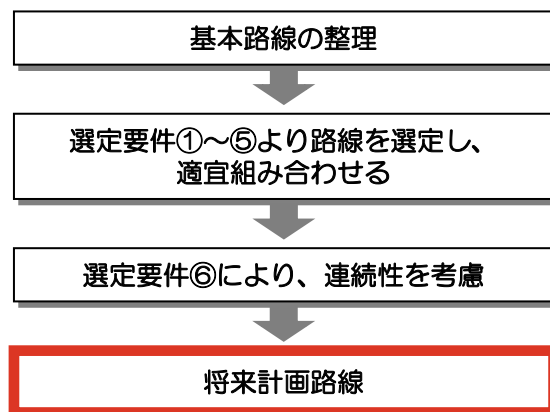 基本路線の整理
選定要件①～⑤より路線を選定し、
適宜組み合わせる
選定要件⑥により、連続性を考慮
将来計画路線